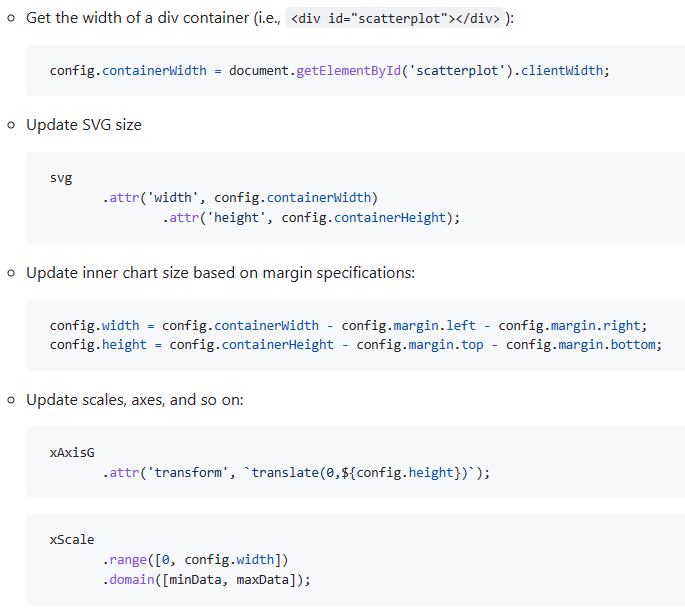 Get the width of a div container (i.e., <div id="scatterplot"></div> ):
config.containerWidth = document.getElementById('scatterplot').clientWidth;
Update SVG size
svg
.attr('width', config.containerWidth)
.attr('height', config.containerHeight);
Update inner chart size based on margin specifications:
config.width = config.containerWidth - config.margin.left - config.margin.right;
config.height = config.containerHeight - config.margin.top - config.margin.bottom;
Update scales, axes, and so on:
xAxisG
.attr('transform', `translate(0,${config.height})`);
xScale
.range([0, config.width])
.domain([minData, maxData]);